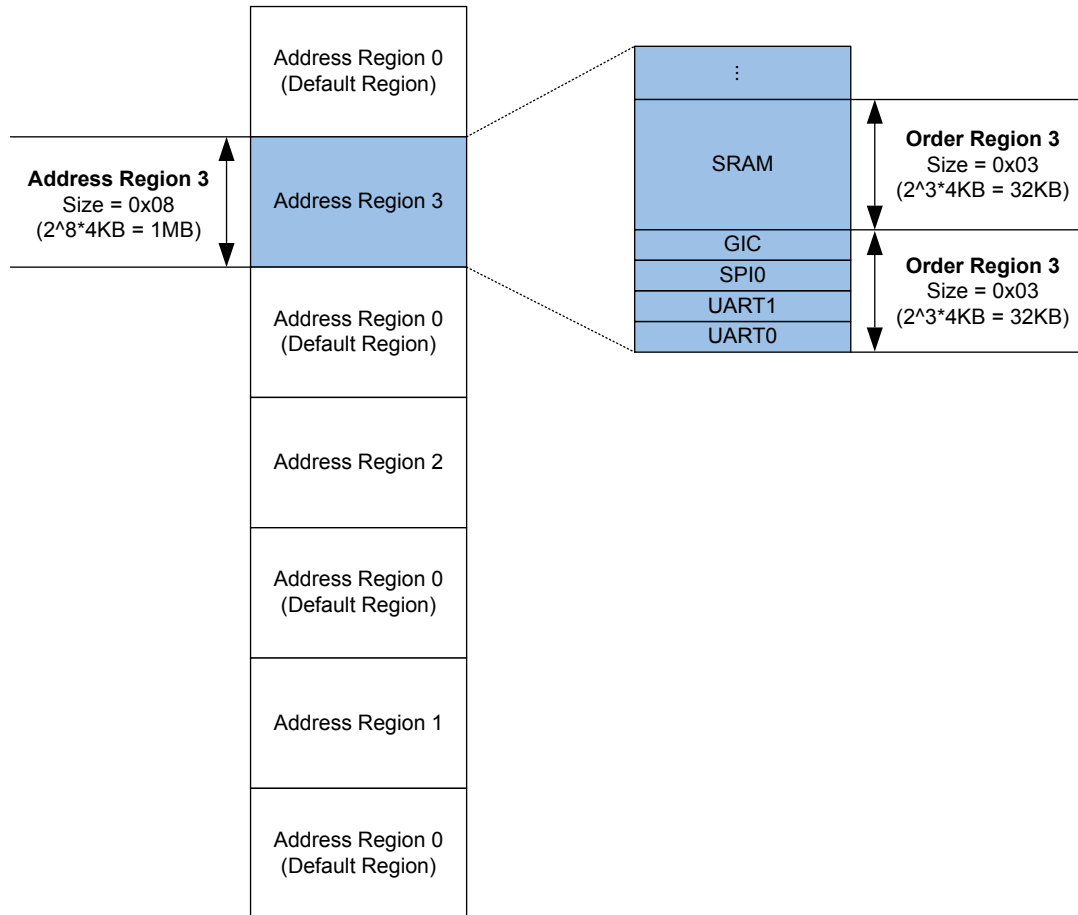 Address Region 0
(Default Region)
Address Region 3
Size = 0x08
(2^8*4KB = 1MB)
Address Region 3
Address Region 0
(Default Region)
Address Region 2
Address Region 0
(Default Region)
Address Region 1
Address Region 0
(Default Region)
⋮
SRAM
GIC
SPI0
UART1
UART0
Order Region 3
Size = 0x03
(2^3*4KB = 32KB)
Order Region 3
Size = 0x03
(2^3*4KB = 32KB)